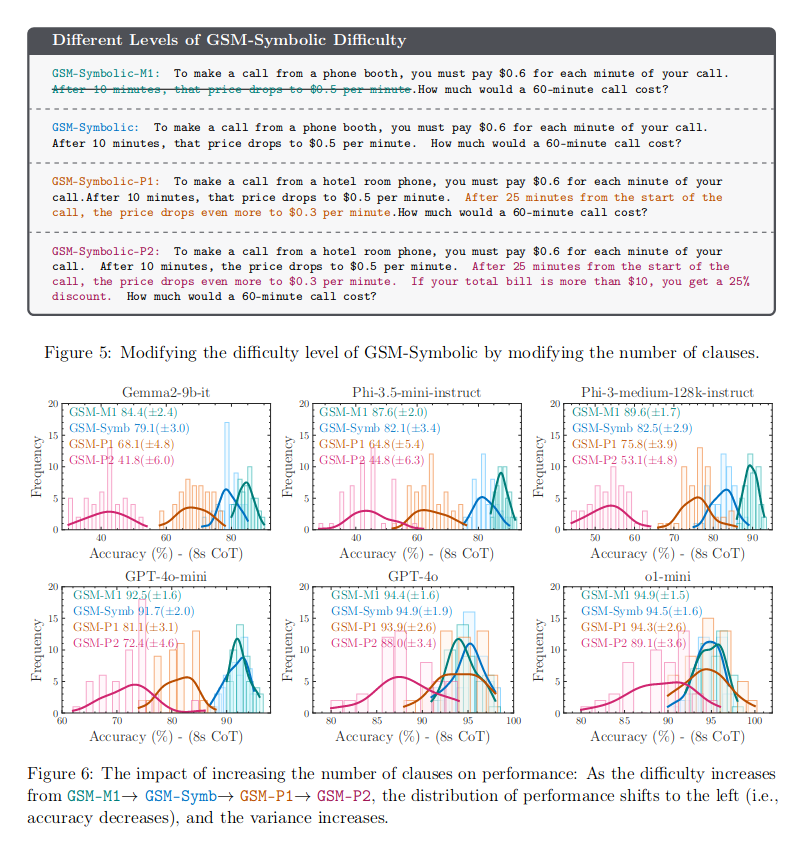 Different Levels of GSM-Symbolic Difficulty
GSM-Symbolic-M1: To make a call from a phone booth, you must pay $0.6 for each minute of your call.
After 10 minutes, that price drops to $0.5 per minute.How much would a 60-minute call cost?
GSM-Symbolic: To make a call from a phone booth, you must pay $0.6 for each minute of your call.
After 10 minutes, that price drops to $0.5 per minute. How much would a 60-minute call cost?
GSM-Symbolic-P1: To make a call from a hotel room phone, you must pay $0.6 for each minute of your
call.After 10 minutes, that price drops to $0.5 per minute. After 25 minutes from the start of the
call, the price drops even more to $0.3 per minute.How much would a 60-minute call cost?
GSM-Symbolic-P2: To make a call from a hotel room phone, you must pay $0.6 for each minute of your
call. After 10 minutes, the price drops to $0.5 per minute. After 25 minutes from the start of the
call, the price drops even more to $0.3 per minute. If your total bill is more than $10, you get a 25%
discount. How much would a 60-minute call cost?
Figure 5: Modifying the difficulty level of GSM-Symbolic by modifying the number of clauses.
Gemma2-9b-it
GSM-M1 84.4(±2.4)
GSM-Symb 79.1(±3.0)
GSM-P1 68.1(±4.8)
GSM-P2 41.8(±6.0)
Frequency
20
15
10
5
0
40 60 80
Accuracy (%) - (8s CoT)
Phi-3.5-mini-instruct
GSM-M1 87.6(±2.0)
GSM-Symb 82.1(±3.4)
GSM-P1 64.8(±5.4)
GSM-P2 44.8(±6.3)
Frequency
20
15
10
5
0
40 60 80
Accuracy (%) - (8s CoT)
Phi-3-medium-128k-instruct
GSM-M1 89.6(±1.7)
GSM-Symb 82.5(±2.9)
GSM-P1 75.8(±3.9)
GSM-P2 53.1(±4.8)
Frequency
20
15
10
5
0
50 60 70 80 90
Accuracy (%) - (8s CoT)
GPT-4o-mini
GSM-M1 92.5(±1.6)
GSM-Symb 91.7(±2.0)
GSM-P1 81.1(±3.1)
GSM-P2 72.4(±4.6)
Frequency
20
15
10
5
0
60 70 80 90
Accuracy (%) - (8s CoT)
GPT-4o
GSM-M1 94.4(±1.6)
GSM-Symb 94.9(±1.9)
GSM-P1 93.9(±2.6)
GSM-P2 88.0(±3.4)
Frequency
20
15
10
5
0
80 85 90 95 100
Accuracy (%) - (8s CoT)
o1-mini
GSM-M1 94.9(±1.5)
GSM-Symb 94.5(±1.6)
GSM-P1 94.3(±2.6)
GSM-P2 89.1(±3.6)
Frequency
20
15
10
5
0
80 85 90 95 100
Accuracy (%) - (8s CoT)
Figure 6: The impact of increasing the number of clauses on performance: As the difficulty increases
from GSM-M1→ GSM-Symb→ GSM-P1→ GSM-P2, the distribution of performance shifts to the left (i.e.,
accuracy decreases), and the variance increases.